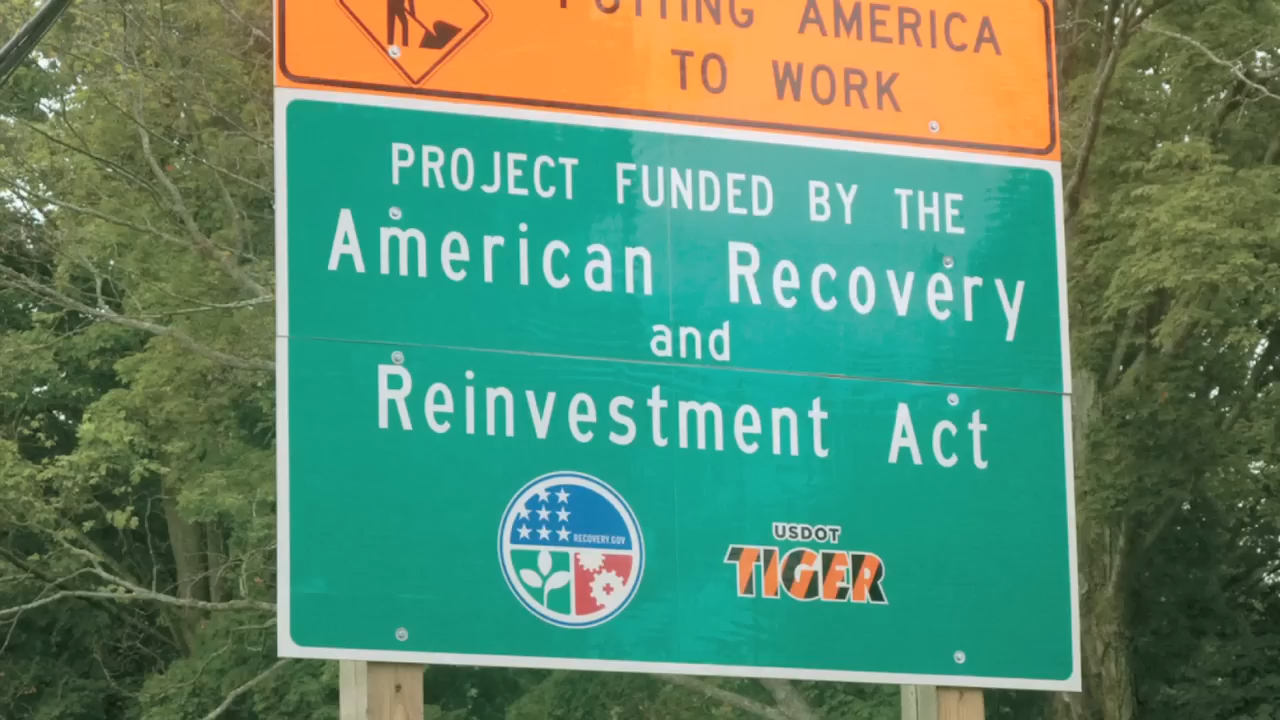 PUTTING AMERICA
TO WORK
PROJECT FUNDED BY THE
American Recovery
and
Reinvestment Act
RECOVERY.GOV
USDOT
TIGER